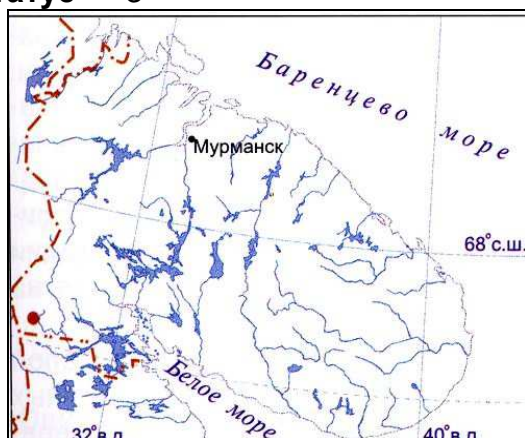 Баренцево море
Мурманск
68°с.ш.
Белое море
32°в.д.
40°в.д.